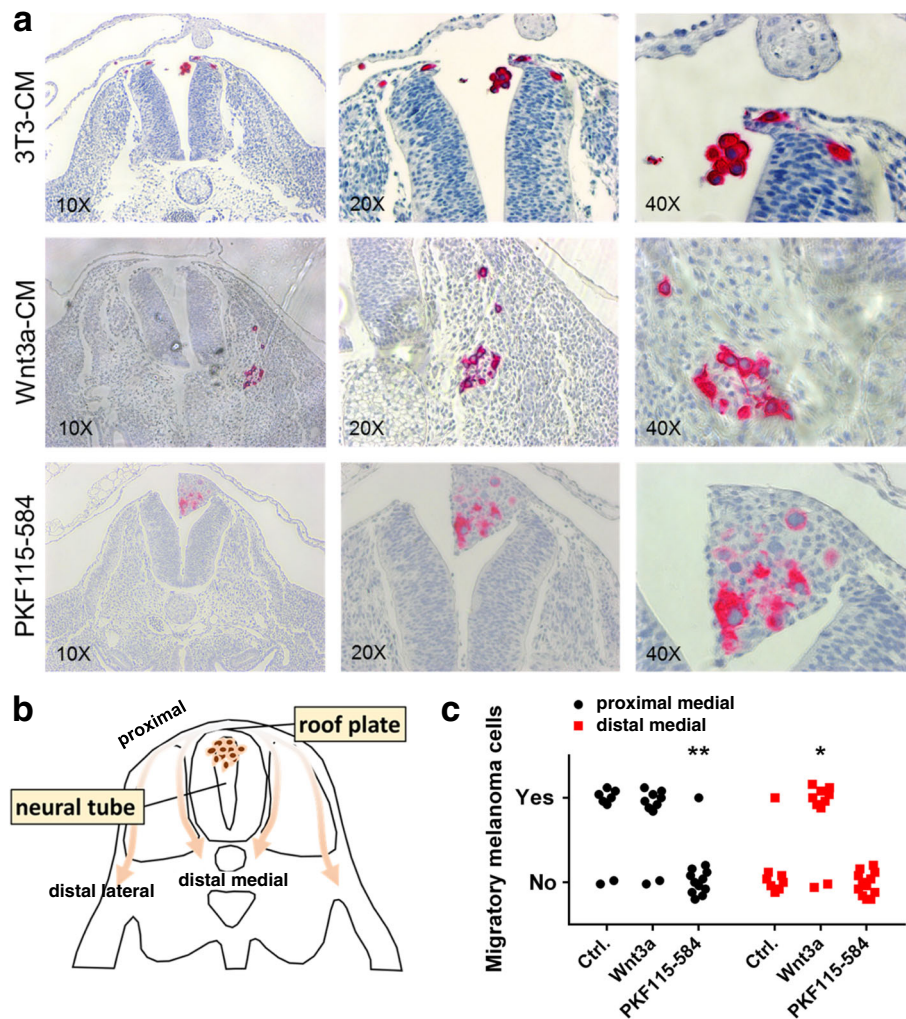 a
3T3-CM
10X
20X
40X
Wnt3a-CM
10X
20X
40X
PKF115-584
10X
20X
40X
b
proximal
roof plate
neural tube
distal lateral
distal medial
c
proximal medial
distal medial
Migratory melanoma cells
** *
Yes
No
Ctrl.
Wnt3a
PKF115-584
Ctrl.
Wnt3a
PKF115-584